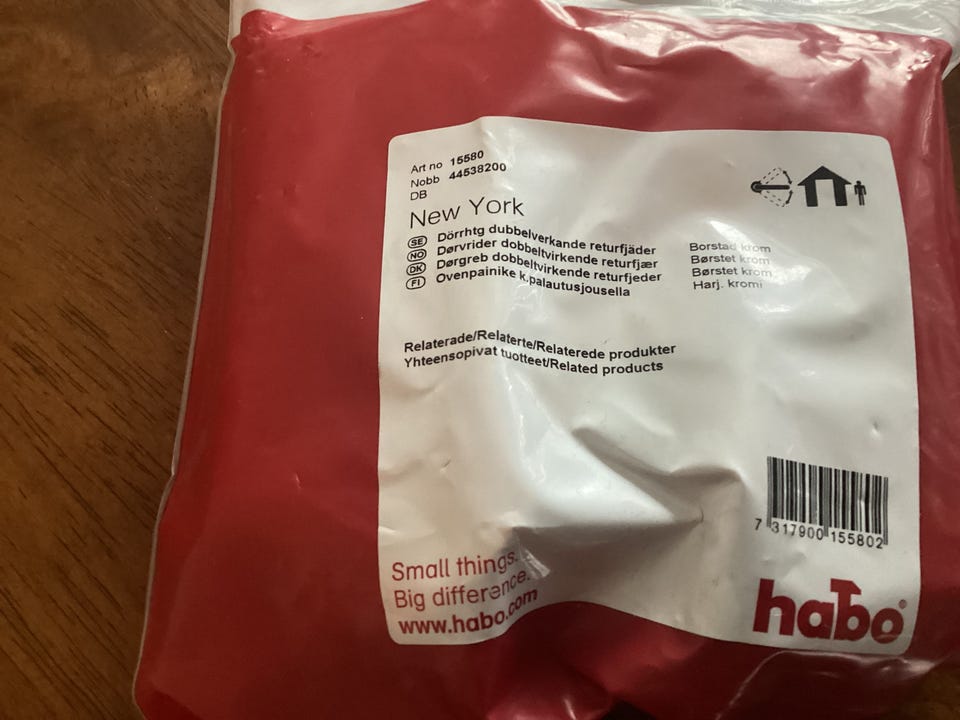 Art no 15580
Nobb 44538200
DB
New York
SE Dörrhtg dubbelverkande returfjäder Borstad krom
NO Dørvrider dobbeltvirkende returfjær Børstet krom
DK Dørgreb dobbeltvirkende returfjeder Børstet krom
FI Ovenpainike k.palautusjousella Harj. kromi
Relaterade/Relaterte/Relaterede produkter
Yhteensopivat tuotteet/Related products
7 317900 155802
Small things.
Big difference.
www.habo.com
habo®